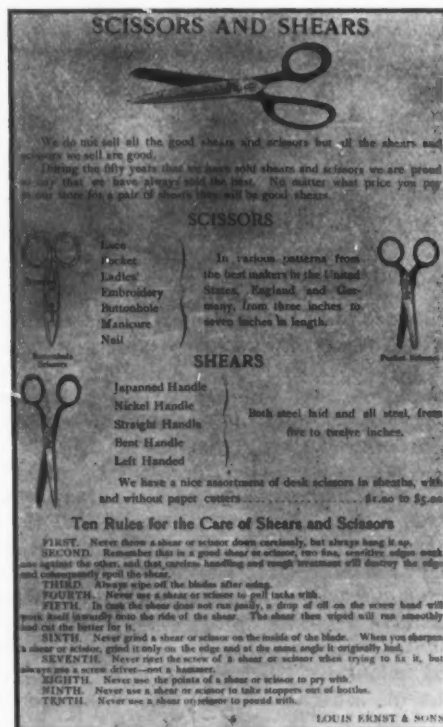 SCISSORS AND SHEARS
We do not sell all the good shears and scissors but all the shears and
scissors we sell are good.
During the fifty years that we have sold shears and scissors we are proud
to say that we have always sold the best. No matter what price you pay
at our store for a pair of shears they will be good shears.
SCISSORS
Lace
Pocket
Ladies'
Embroidery
Buttonhole
Manicure
Nail
In various patterns from
the best makers in the United
States, England and Ger-
many, from three inches to
seven inches in length.
Buttonhole
Scissors
Pocket Scissors
SHEARS
Japanned Handle
Nickel Handle
Straight Handle
Bent Handle
Left Handed
Both steel laid and all steel, from
five to twelve inches.
We have a nice assortment of desk scissors in sheaths, with
and without paper cutters.................... $1.00 to $5.00
Ten Rules for the Care of Shears and Scissors
FIRST. Never throw a shear or scissor down carelessly, but always hang it up.
SECOND. Remember that in a good shear or scissor, two fine, sensitive edges work
one against the other, and that careless handling and rough treatment will destroy the edge
and consequently spoil the shear.
THIRD. Always wipe off the blades after using.
FOURTH. Never use a shear or scissor to pull tacks with.
FIFTH. In case the shear does not run easily, a drop of oil on the screw head will
work itself inwardly onto the ride of the shear. The shear then wiped will run smoothly
and cut the better for it.
SIXTH. Never grind a shear or scissor on the inside of the blade. When you sharpen
a shear or scissor, grind it only on the edge and at the same angle it originally had.
SEVENTH. Never rivet the screw of a shear or scissor when trying to fix it, but
always use a screw driver—not a hammer.
EIGHTH. Never use the points of a shear or scissor to pry with.
NINTH. Never use a shear or scissor to take stoppers out of bottles.
TENTH. Never use a shear or scissor to pound with.
LOUIS ERNST & SONS